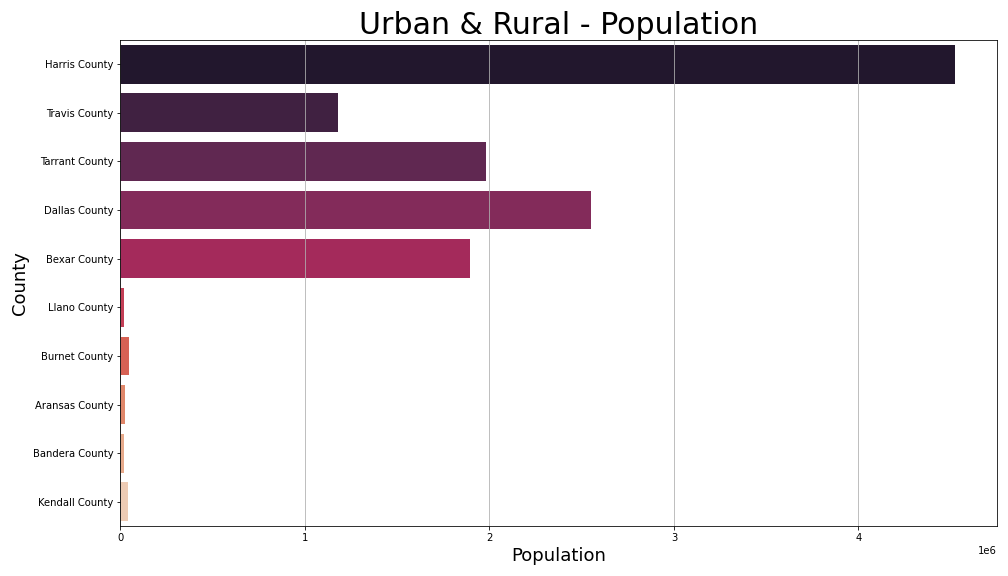 Urban & Rural - Population
County
Harris County
Travis County
Tarrant County
Dallas County
Bexar County
Llano County
Burnet County
Aransas County
Bandera County
Kendall County
0 1 2 3 4
1e6
Population